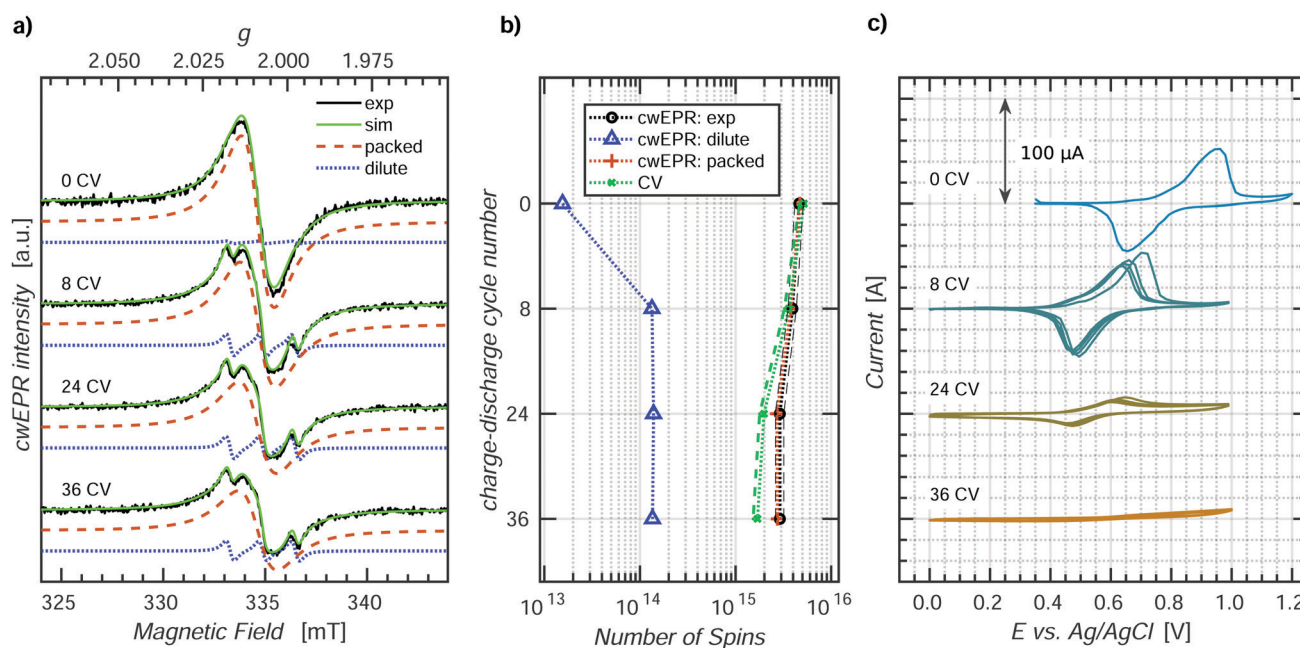 a)
g
2.050
2.025
2.000
1.975
exp
sim
packed
dilute
0 CV
8 CV
24 CV
36 CV
cwEPR intensity [a.u.]
325
330
335
340
Magnetic Field [mT]
b)
cwEPR: exp
cwEPR: dilute
cwEPR: packed
CV
charge-discharge cycle number
0
8
24
36
10^13
10^14
10^15
10^16
Number of Spins
c)
100 µA
0 CV
8 CV
24 CV
36 CV
Current [A]
0.0
0.2
0.4
0.6
0.8
1.0
1.2
E vs. Ag/AgCl [V]